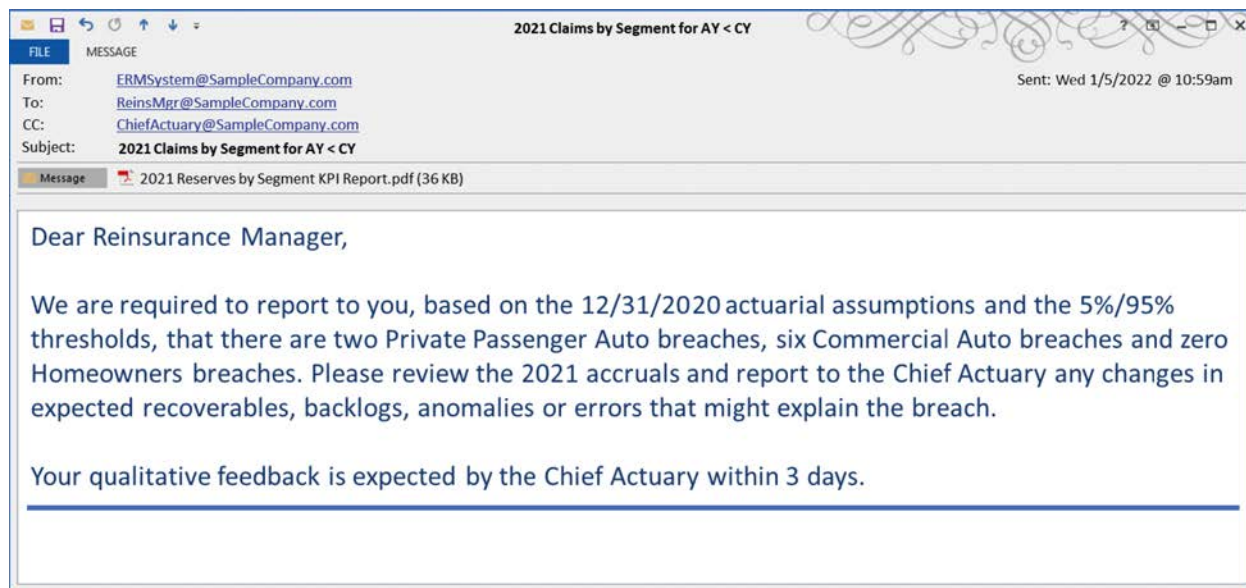 2021 Claims by Segment for AY < CY
FILE MESSAGE
From: ERMSystem@SampleCompany.com Sent: Wed 1/5/2022 @ 10:59am
To: ReinsMgr@SampleCompany.com
CC: ChiefActuary@SampleCompany.com
Subject: 2021 Claims by Segment for AY < CY
Message 2021 Reserves by Segment KPI Report.pdf (36 KB)
Dear Reinsurance Manager,
We are required to report to you, based on the 12/31/2020 actuarial assumptions and the 5%/95%
thresholds, that there are two Private Passenger Auto breaches, six Commercial Auto breaches and zero
Homeowners breaches. Please review the 2021 accruals and report to the Chief Actuary any changes in
expected recoverables, backlogs, anomalies or errors that might explain the breach.
Your qualitative feedback is expected by the Chief Actuary within 3 days.